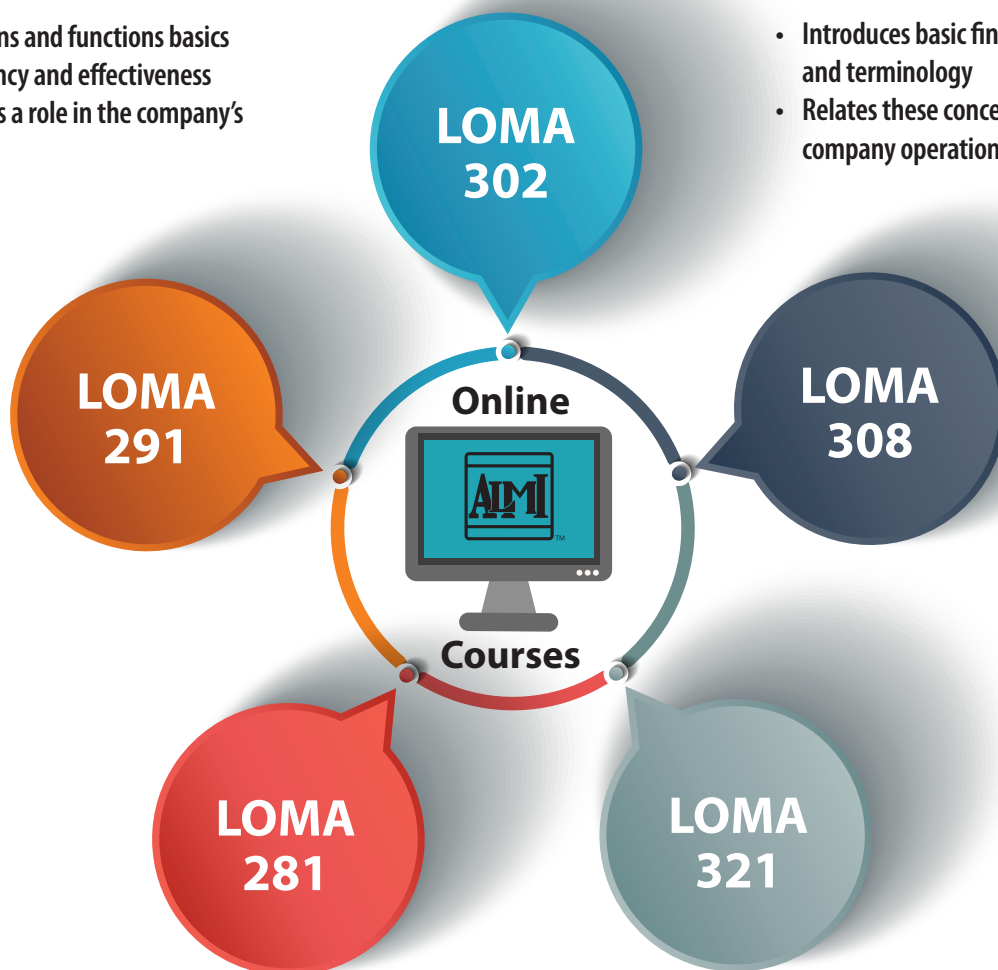 ns and functions basics
ncy and effectiveness
s a role in the company's
• Introduces basic fin
and terminology
• Relates these conce
company operation
LOMA
302
LOMA
291
LOMA
308
Online
ALMI
TM
Courses
LOMA
281
LOMA
321